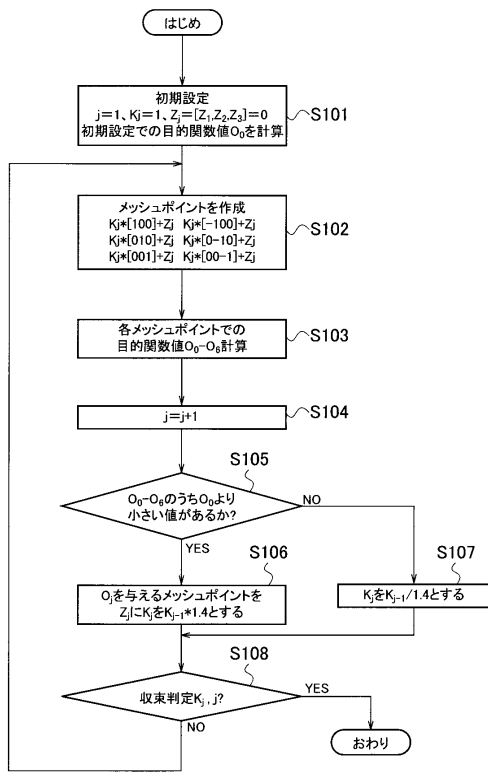 はじめ
初期設定
j=1、Kj=1、Zj=[Z₁,Z₂,Z₃]=0
初期設定での目的関数値O₀を計算
S101
メッシュポイントを作成
Kj*[100]+Zj Kj*[-100]+Zj
Kj*[010]+Zj Kj*[0-10]+Zj
Kj*[001]+Zj Kj*[00-1]+Zj
S102
各メッシュポイントでの
目的関数値O₀-O₆計算
S103
j=j+1
S104
S105
O₀-O₆のうちO₀より
小さい値があるか?
NO
YES
S106
Oⱼを与えるメッシュポイントを
ZⱼにKⱼをKⱼ₋₁*1.4とする
S107
KⱼをKⱼ₋₁/1.4とする
S108
収束判定Kⱼ, j?
YES
NO
おわり